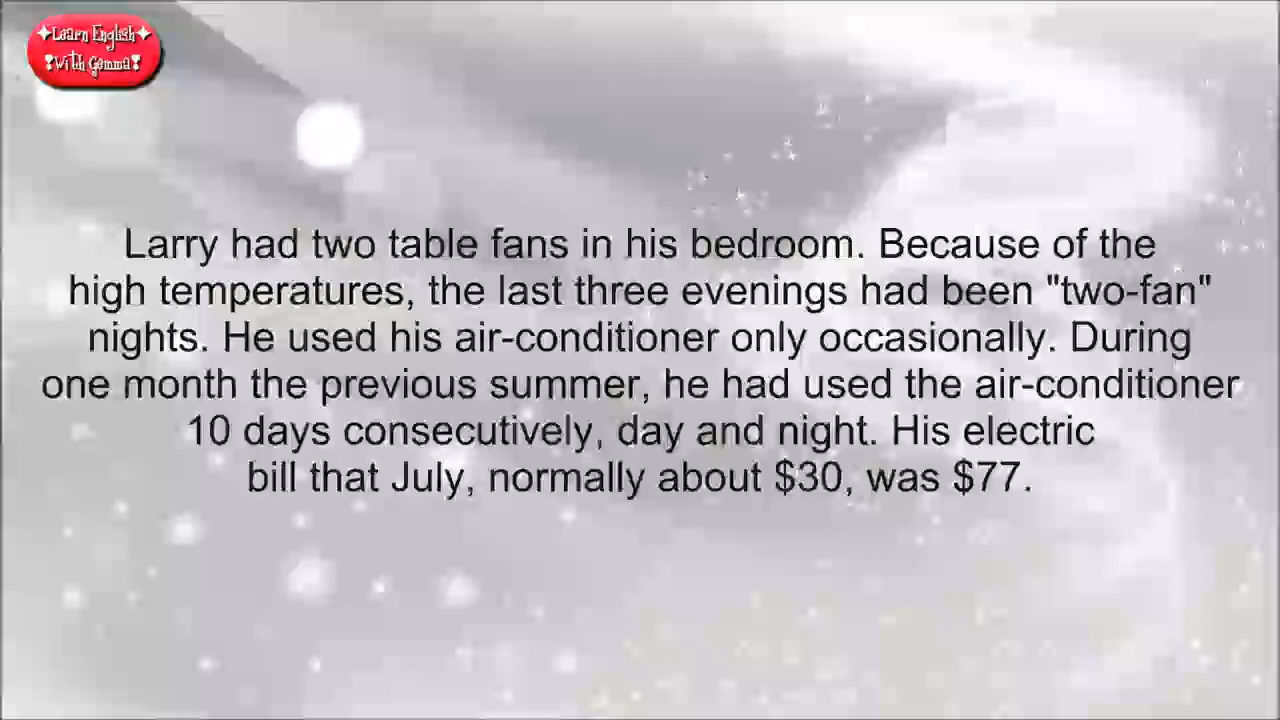 ✦Learn English✦
❣With Gemma❣
Larry had two table fans in his bedroom. Because of the
high temperatures, the last three evenings had been "two-fan"
nights. He used his air-conditioner only occasionally. During
one month the previous summer, he had used the air-conditioner
10 days consecutively, day and night. His electric
bill that July, normally about $30, was $77.